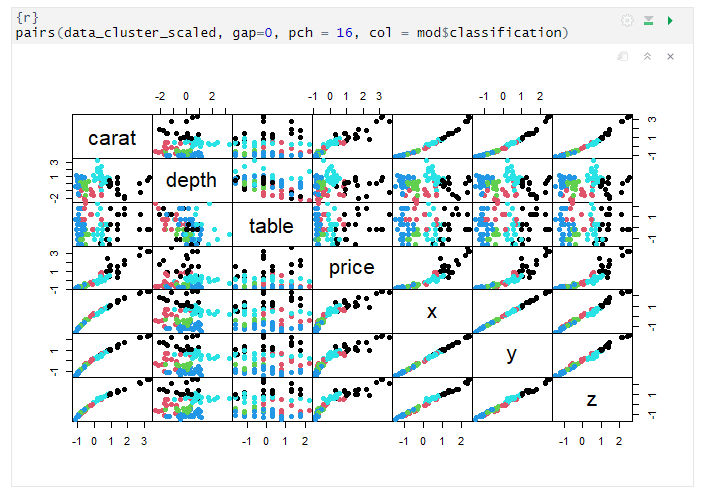 {r}
pairs(data_cluster_scaled, gap=0, pch = 16, col = mod$classification)
-2 0 2 -1 0 1 2 3 -1 0 1 2
carat
-1 1 3
-2 1 3
depth
table
-1 1
-1 1 3
price
x
-1 1
-1 1
y
z
-1 1
-1 0 1 2 3 -1 0 1 2 -1 0 1 2 -1 0 1 2